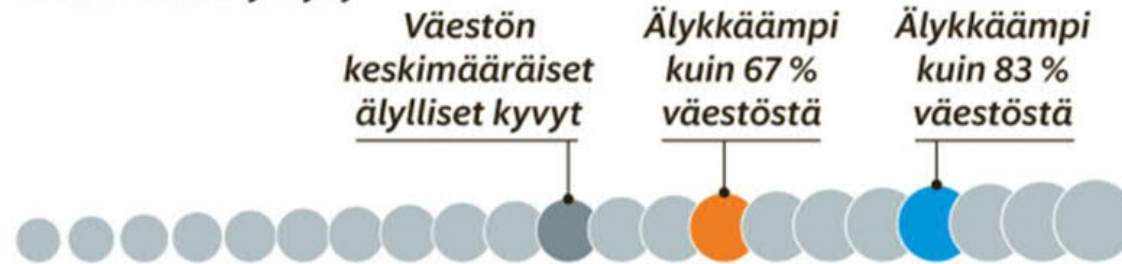 Väestön
keskimääräiset
älylliset kyvyt
Älykkäämpi
kuin 67 %
väestöstä
Älykkäämpi
kuin 83 %
väestöstä